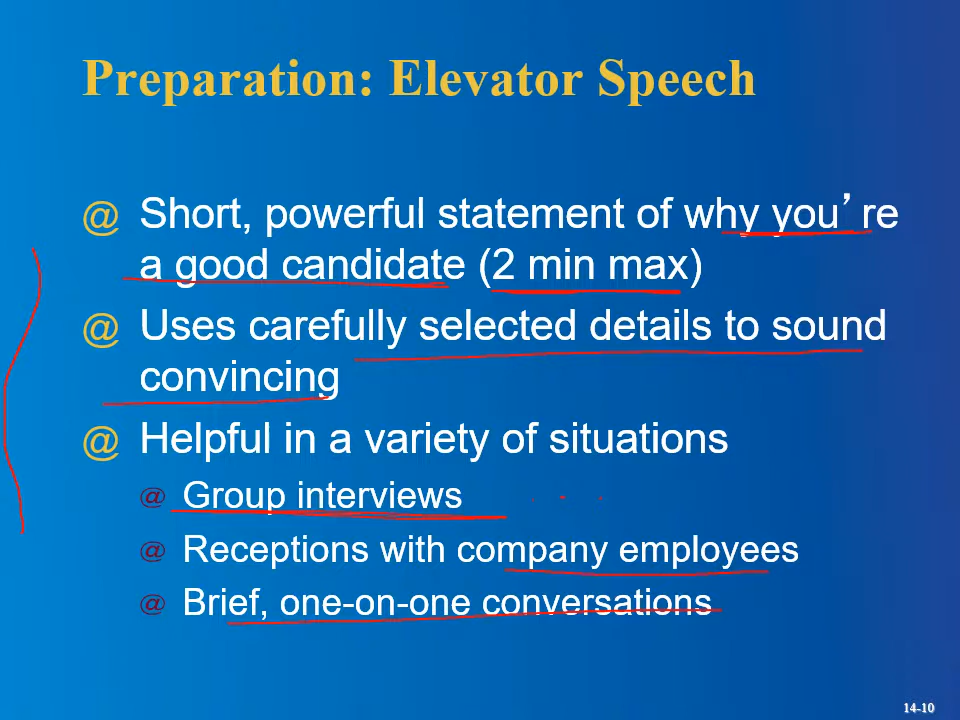 Preparation: Elevator Speech
@ Short, powerful statement of why you’re
a good candidate (2 min max)
@ Uses carefully selected details to sound
convincing
@ Helpful in a variety of situations
@ Group interviews
@ Receptions with company employees
@ Brief, one-on-one conversations
14-10